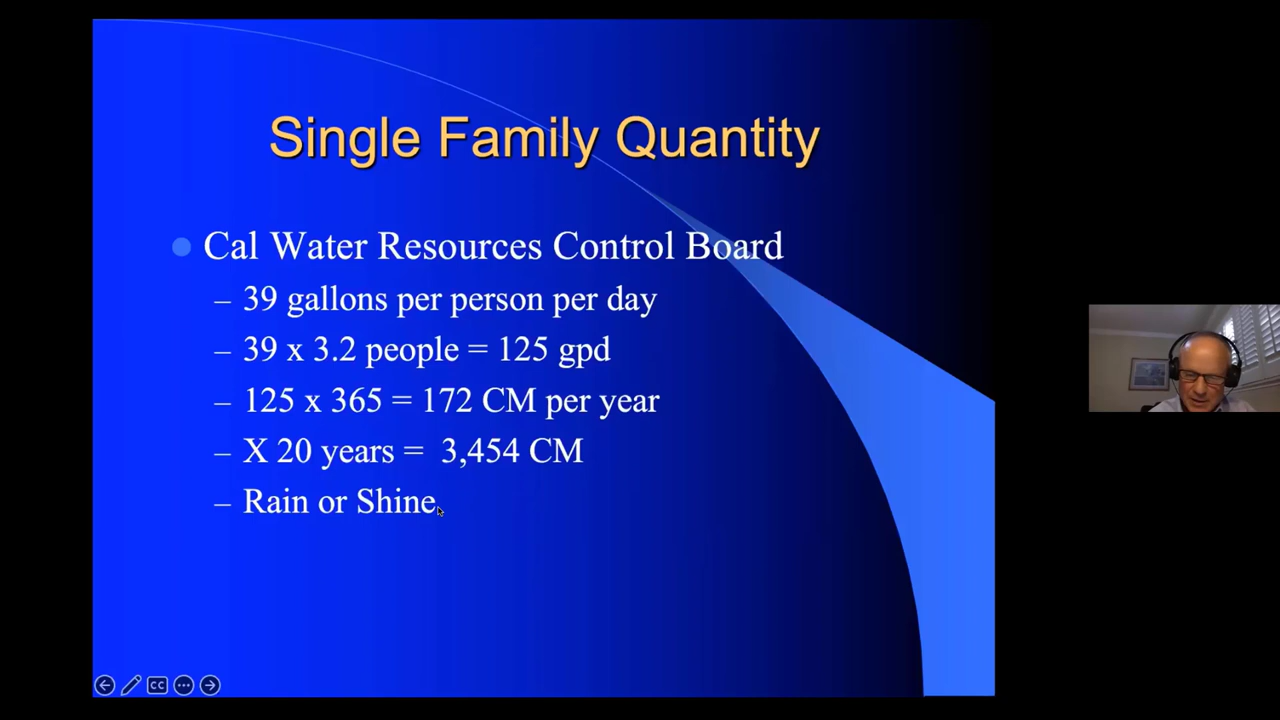 Single Family Quantity
Cal Water Resources Control Board
– 39 gallons per person per day
– 39 x 3.2 people = 125 gpd
– 125 x 365 = 172 CM per year
– X 20 years = 3,454 CM
– Rain or Shine
CC